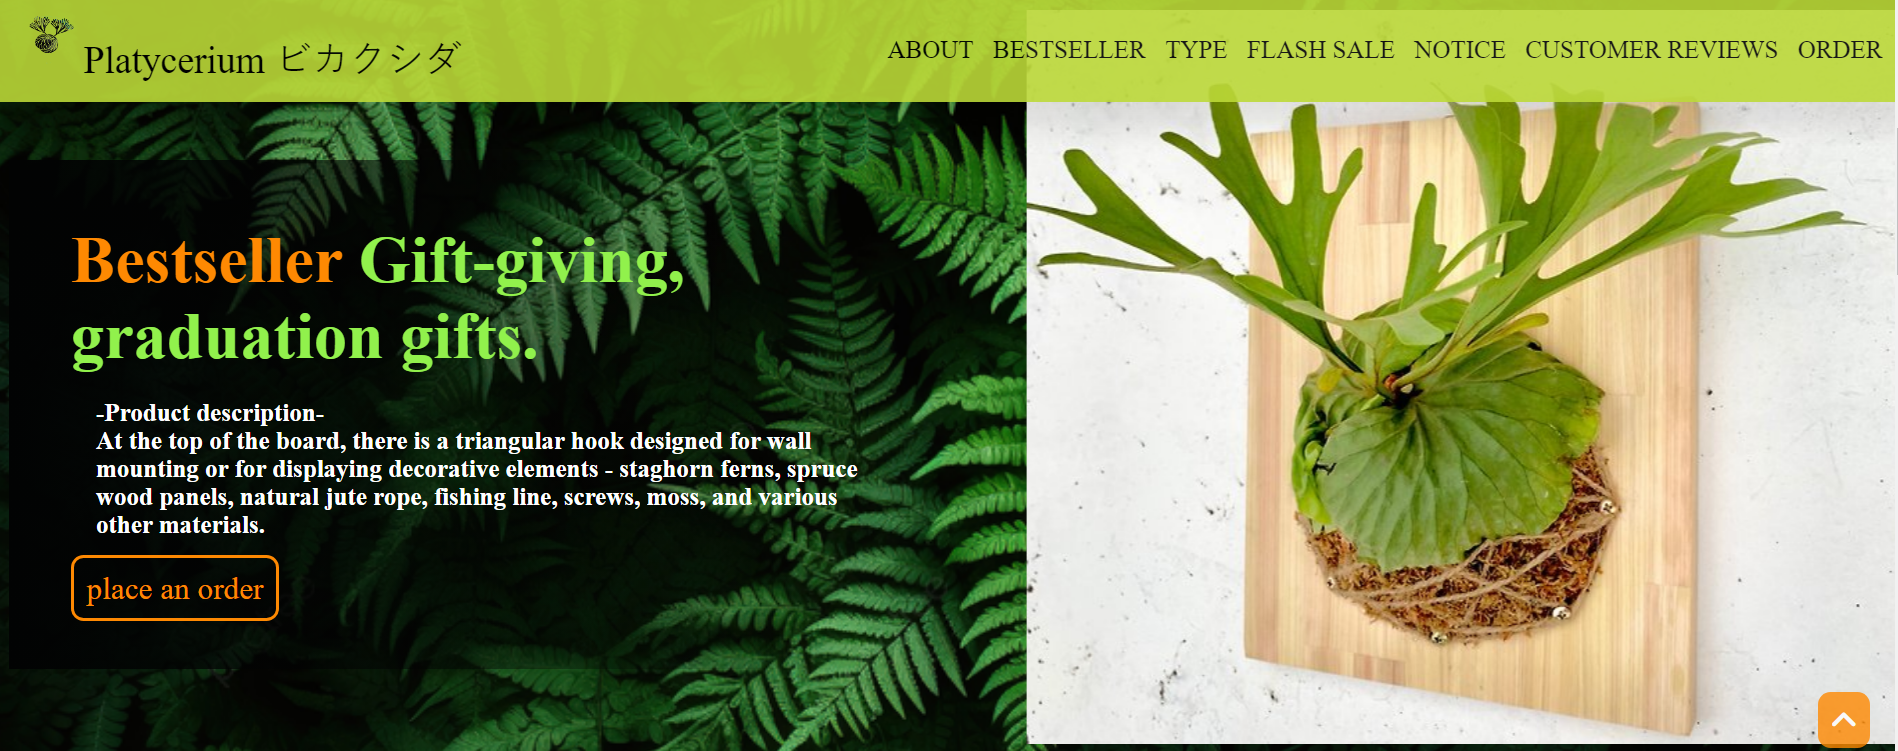 Platycerium ビカクシダ
ABOUT BESTSELLER TYPE FLASH SALE NOTICE CUSTOMER REVIEWS ORDER
Bestseller Gift-giving,
graduation gifts.
-Product description-
At the top of the board, there is a triangular hook designed for wall
mounting or for displaying decorative elements - staghorn ferns, spruce
wood panels, natural jute rope, fishing line, screws, moss, and various
other materials.
place an order